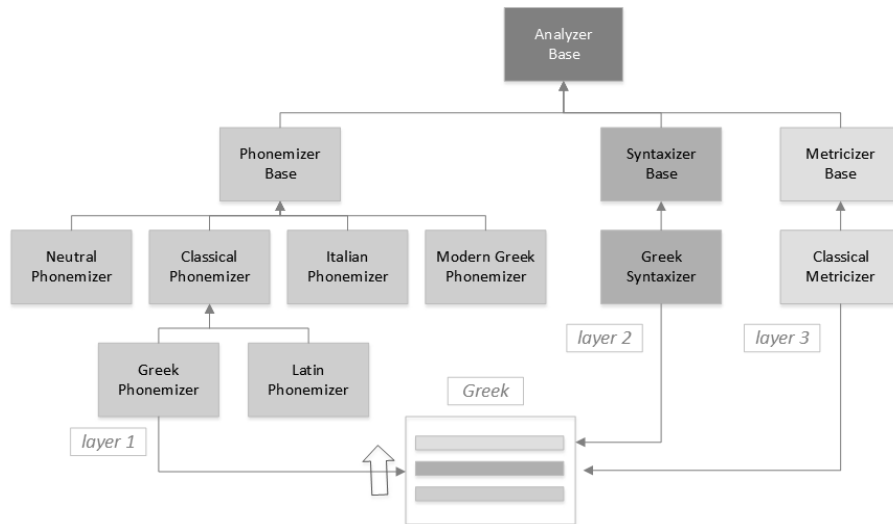 Analyzer
Base
Phonemizer
Base
Syntaxizer
Base
Metricizer
Base
Neutral
Phonemizer
Classical
Phonemizer
Italian
Phonemizer
Modern Greek
Phonemizer
Greek
Syntaxizer
Classical
Metricizer
layer 2
layer 3
Greek
Phonemizer
Latin
Phonemizer
Greek
layer 1